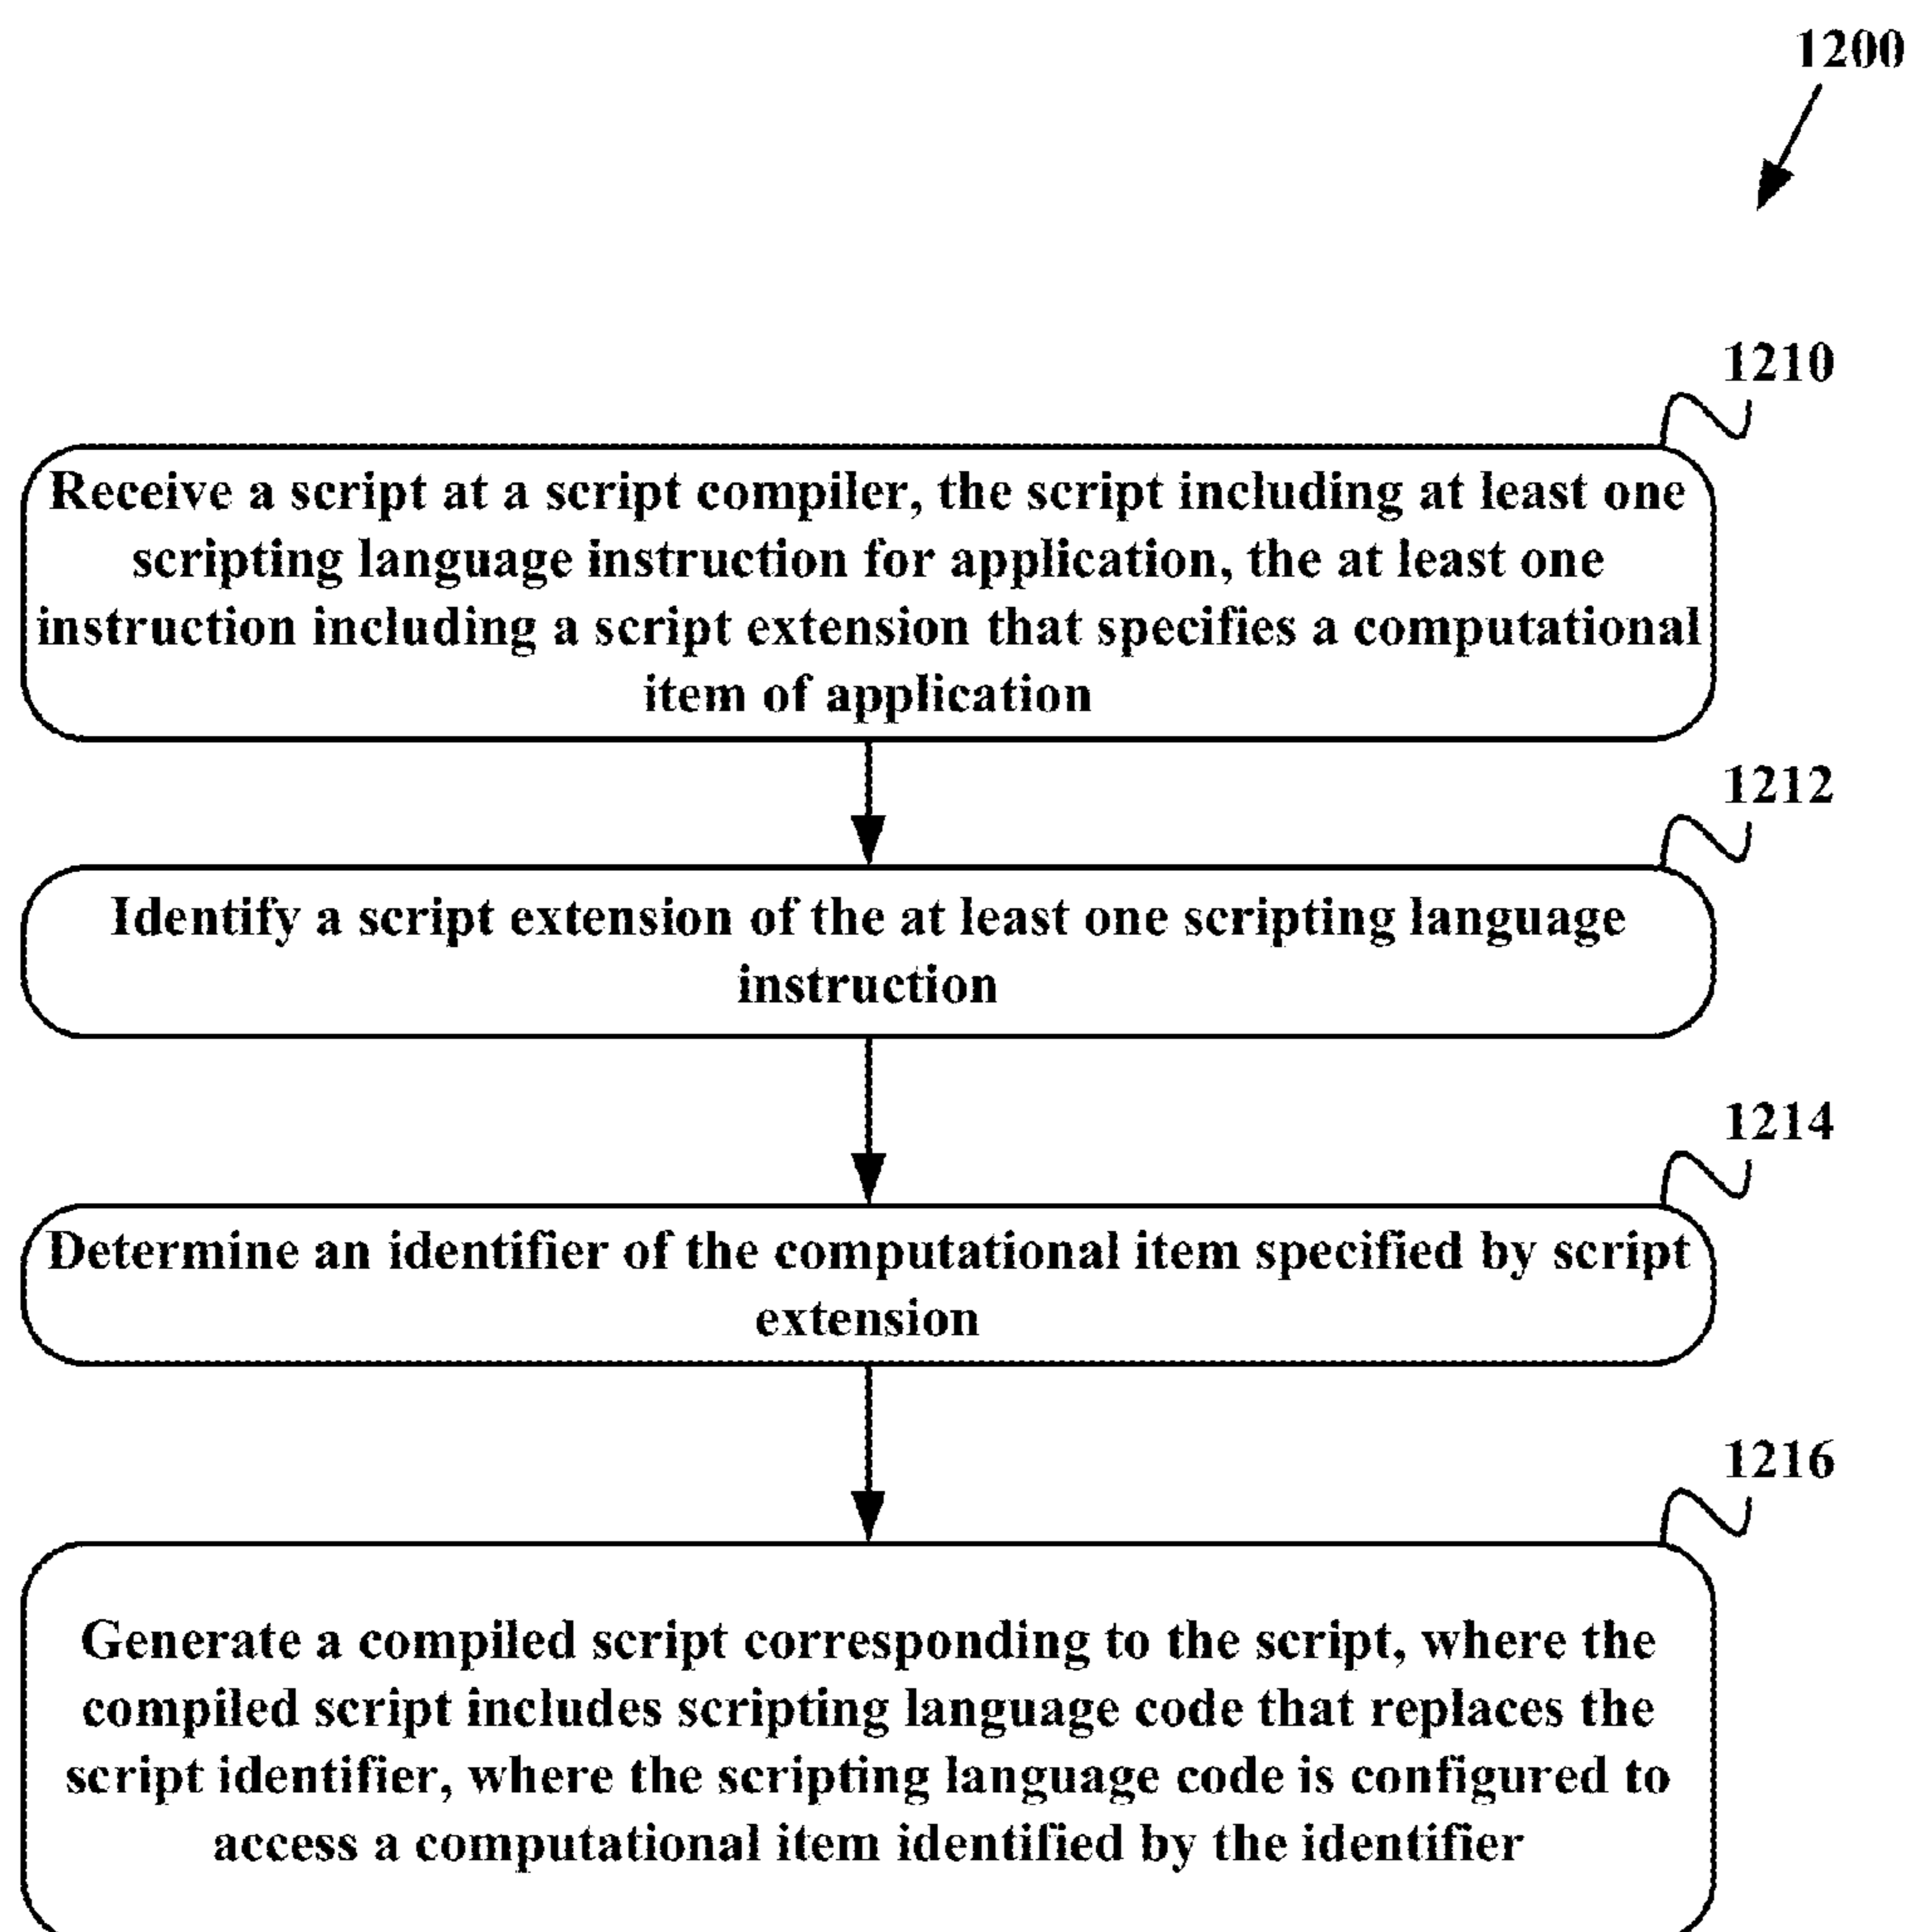 1200
1210
Receive a script at a script compiler, the script including at least one
scripting language instruction for application, the at least one
instruction including a script extension that specifies a computational
item of application
1212
Identify a script extension of the at least one scripting language
instruction
1214
Determine an identifier of the computational item specified by script
extension
1216
Generate a compiled script corresponding to the script, where the
compiled script includes scripting language code that replaces the
script identifier, where the scripting language code is configured to
access a computational item identified by the identifier